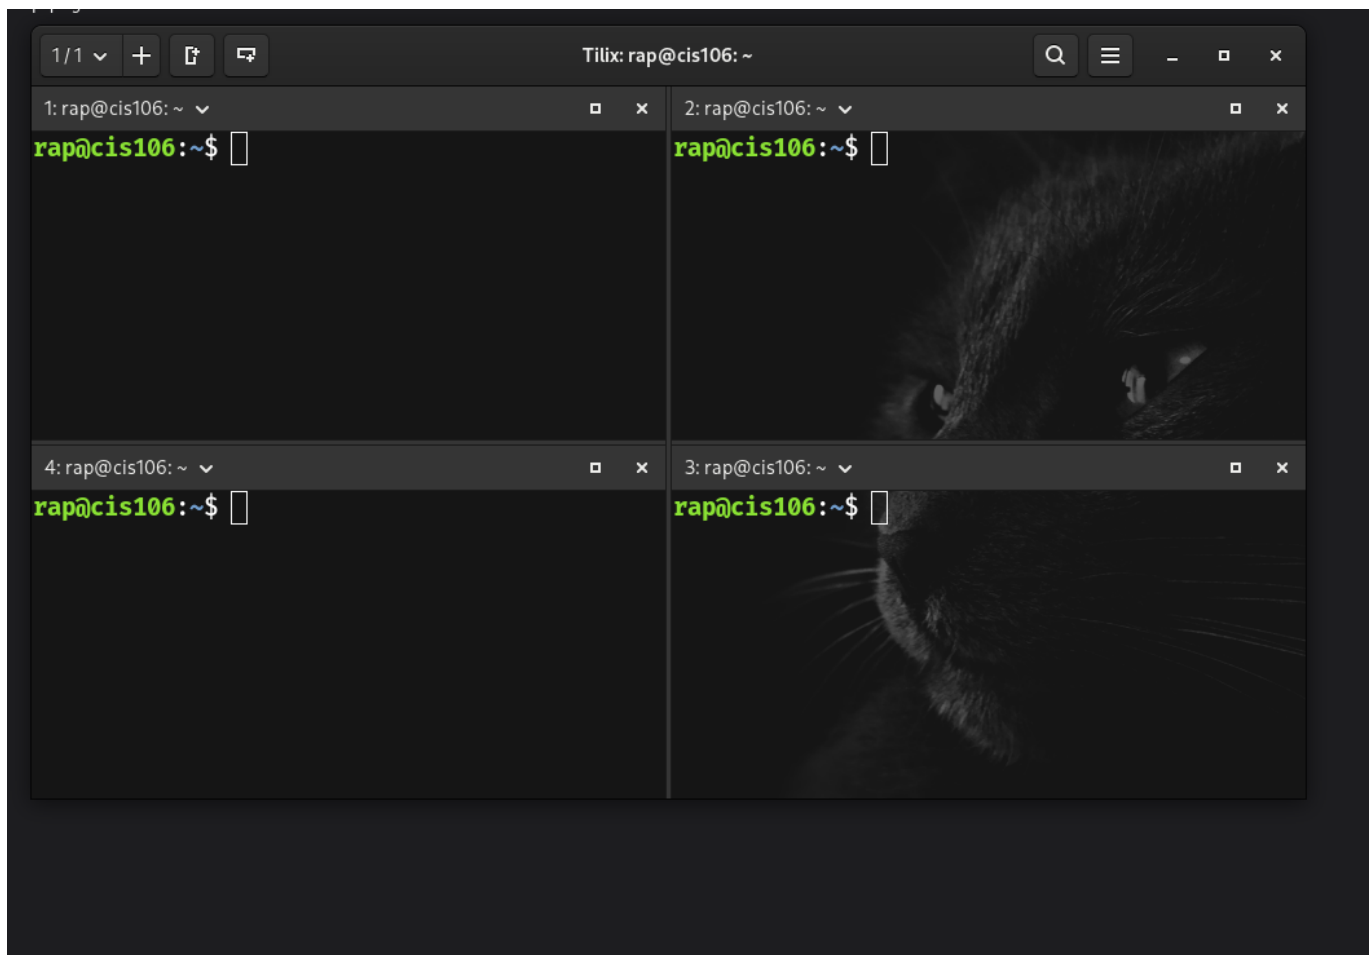 1/1
Tilix: rap@cis106: ~
1: rap@cis106: ~
2: rap@cis106: ~
rap@cis106:~$
rap@cis106:~$
4: rap@cis106: ~
3: rap@cis106: ~
rap@cis106:~$
rap@cis106:~$